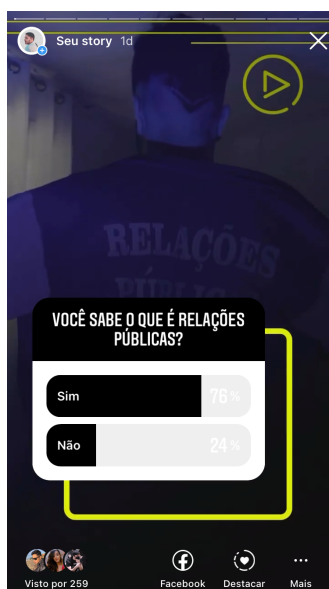 Seu story 1d
RELAÇÕES
PÚBLICAS
VOCÊ SABE O QUE É RELAÇÕES
PÚBLICAS?
Sim 76%
Não 24%
Visto por 259
Facebook
Destacar
Mais